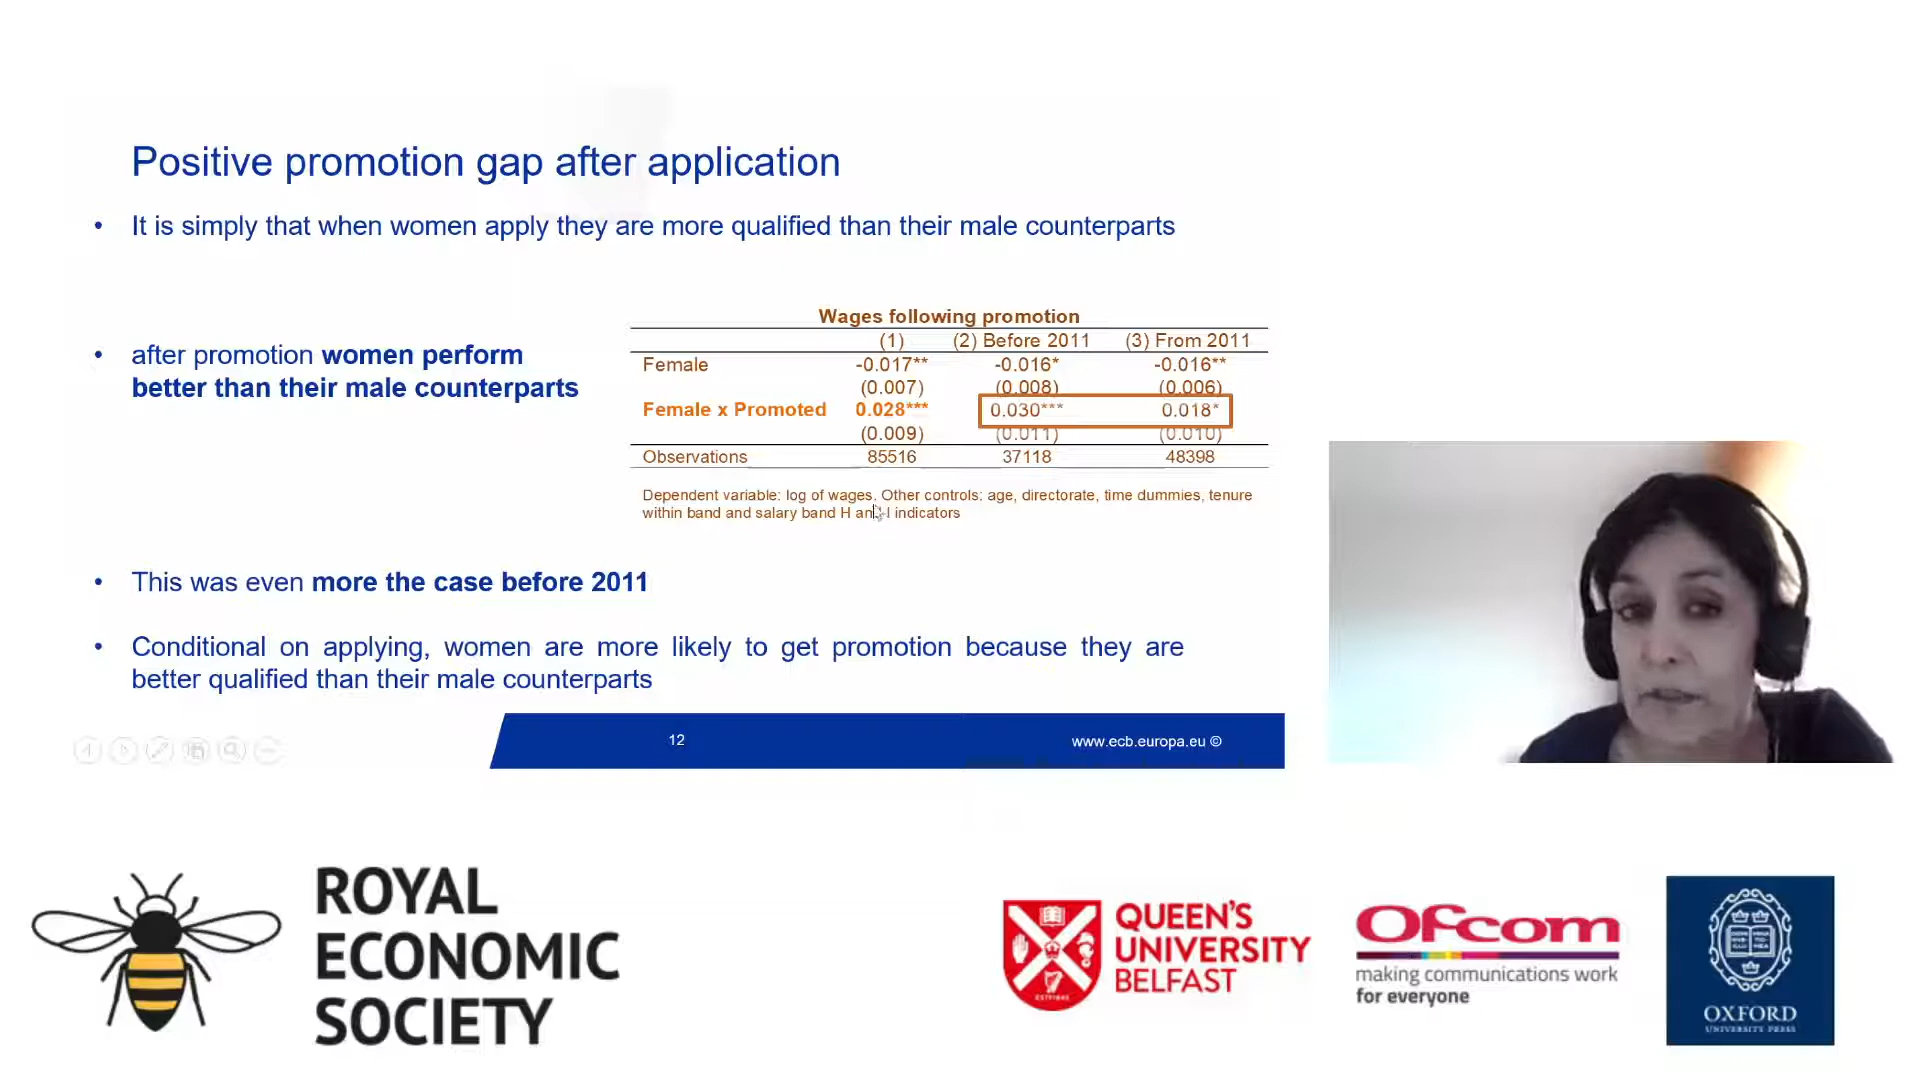 Positive promotion gap after application
• It is simply that when women apply they are more qualified than their male counterparts
• after promotion women perform
better than their male counterparts
Wages following promotion
(1) (2) Before 2011 (3) From 2011
Female -0.017** -0.016* -0.016**
(0.007) (0.008) (0.006)
Female x Promoted 0.028*** 0.030*** 0.018*
(0.009) (0.011) (0.010)
Observations 85516 37118 48398
Dependent variable: log of wages. Other controls: age, directorate, time dummies, tenure
within band and salary band H and I indicators
• This was even more the case before 2011
• Conditional on applying, women are more likely to get promotion because they are
better qualified than their male counterparts
12
www.ecb.europa.eu ©
ROYAL
ECONOMIC
SOCIETY
QUEEN'S
UNIVERSITY
BELFAST
Ofcom
making communications work
for everyone
OXFORD
UNIVERSITY PRESS